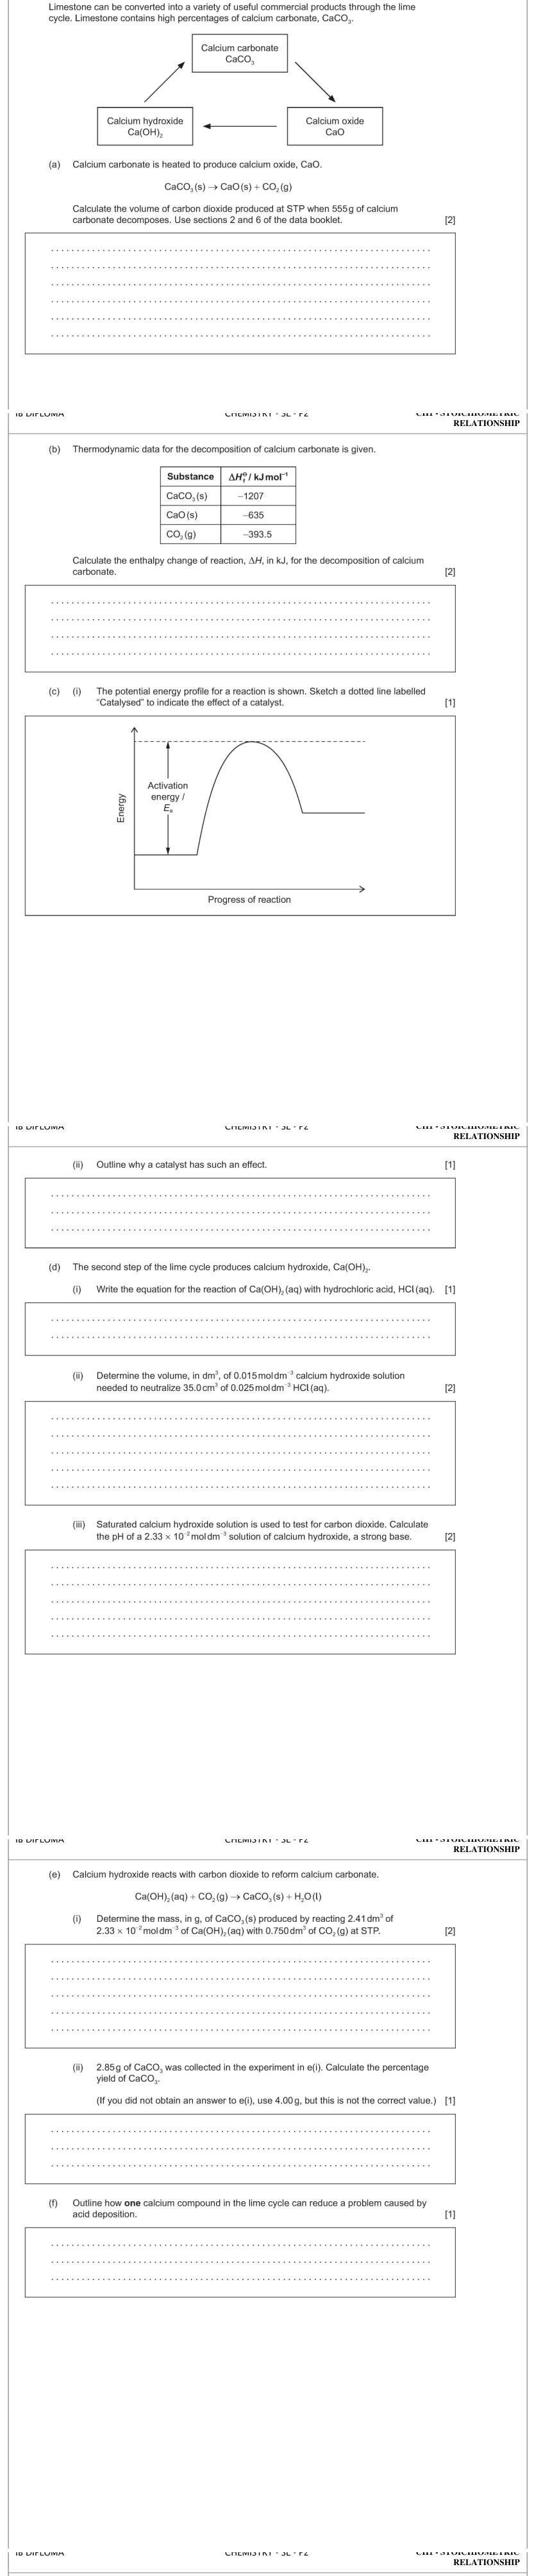 Limestone can be converted into a variety of useful commercial products through the lime
cycle. Limestone contains high percentages of calcium carbonate, CaCO₃.
Calcium carbonate
CaCO₃
Calcium hydroxide
Ca(OH)₂
Calcium oxide
CaO
(a) Calcium carbonate is heated to produce calcium oxide, CaO.
CaCO₃(s) → CaO(s) + CO₂(g)
Calculate the volume of carbon dioxide produced at STP when 555g of calcium
carbonate decomposes. Use sections 2 and 6 of the data booklet. [2]
IB DIPLOMA CHEMISTRY - SL - P2 CH1 - STOICHIOMETRIC
RELATIONSHIP
(b) Thermodynamic data for the decomposition of calcium carbonate is given.
Substance ΔH_f^⦵ / kJ mol⁻¹
CaCO₃(s) −1207
CaO(s) −635
CO₂(g) −393.5
Calculate the enthalpy change of reaction, ΔH, in kJ, for the decomposition of calcium
carbonate. [2]
(c) (i) The potential energy profile for a reaction is shown. Sketch a dotted line labelled
"Catalysed" to indicate the effect of a catalyst. [1]
Energy
Activation
energy /
Eₐ
Progress of reaction
IB DIPLOMA CHEMISTRY - SL - P2 CH1 - STOICHIOMETRIC
RELATIONSHIP
(ii) Outline why a catalyst has such an effect. [1]
(d) The second step of the lime cycle produces calcium hydroxide, Ca(OH)₂.
(i) Write the equation for the reaction of Ca(OH)₂(aq) with hydrochloric acid, HCl(aq). [1]
(ii) Determine the volume, in dm³, of 0.015mol dm⁻³ calcium hydroxide solution
needed to neutralize 35.0cm³ of 0.025mol dm⁻³ HCl(aq). [2]
(iii) Saturated calcium hydroxide solution is used to test for carbon dioxide. Calculate
the pH of a 2.33 × 10⁻² mol dm⁻³ solution of calcium hydroxide, a strong base. [2]
IB DIPLOMA CHEMISTRY - SL - P2 CH1 - STOICHIOMETRIC
RELATIONSHIP
(e) Calcium hydroxide reacts with carbon dioxide to reform calcium carbonate.
Ca(OH)₂(aq) + CO₂(g) → CaCO₃(s) + H₂O(l)
(i) Determine the mass, in g, of CaCO₃(s) produced by reacting 2.41 dm³ of
2.33 × 10⁻² mol dm⁻³ of Ca(OH)₂(aq) with 0.750 dm³ of CO₂(g) at STP. [2]
(ii) 2.85g of CaCO₃ was collected in the experiment in e(i). Calculate the percentage
yield of CaCO₃.
(If you did not obtain an answer to e(i), use 4.00g, but this is not the correct value.) [1]
(f) Outline how one calcium compound in the lime cycle can reduce a problem caused by
acid deposition. [1]
IB DIPLOMA CHEMISTRY - SL - P2 CH1 - STOICHIOMETRIC
RELATIONSHIP